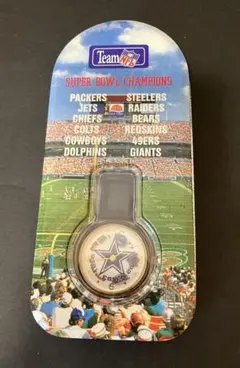 Team NFL
SUPER BOWL CHAMPIONS
PACKERS STEELERS
JETS RAIDERS
CHIEFS BEARS
COLTS REDSKINS
COWBOYS 49ERS
DOLPHINS GIANTS